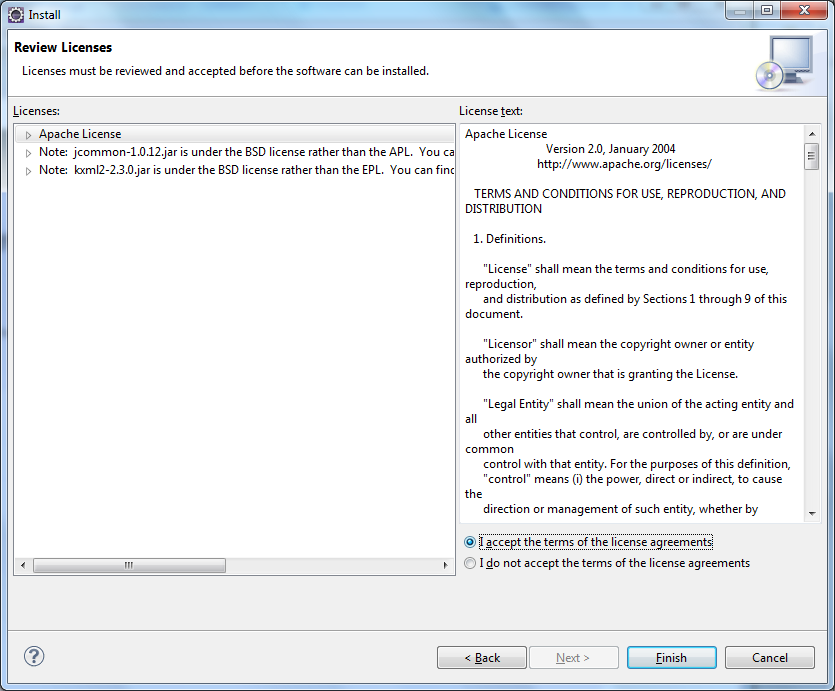 Install
Review Licenses
Licenses must be reviewed and accepted before the software can be installed.
Licenses:
Apache License
Note:  jcommon-1.0.12.jar is under the BSD license rather than the APL.  You ca
Note:  kxml2-2.3.0.jar is under the BSD license rather than the EPL.  You can find
License text:
Apache License
Version 2.0, January 2004
http://www.apache.org/licenses/
TERMS AND CONDITIONS FOR USE, REPRODUCTION, AND
DISTRIBUTION
1. Definitions.
"License" shall mean the terms and conditions for use,
reproduction,
and distribution as defined by Sections 1 through 9 of this
document.
"Licensor" shall mean the copyright owner or entity
authorized by
the copyright owner that is granting the License.
"Legal Entity" shall mean the union of the acting entity and
all
other entities that control, are controlled by, or are under
common
control with that entity. For the purposes of this definition,
"control" means (i) the power, direct or indirect, to cause
the
direction or management of such entity, whether by
I accept the terms of the license agreements
I do not accept the terms of the license agreements
?
< Back
Next >
Finish
Cancel